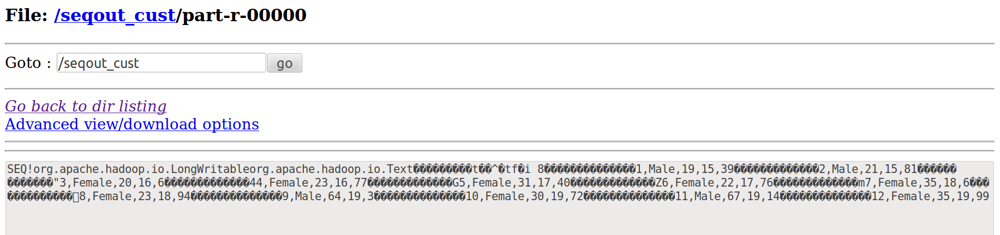 File: /seqout_cust/part-r-00000
Goto : /seqout_cust go
Go back to dir listing
Advanced view/download options
SEQ!org.apache.hadoop.io.LongWritableorg.apache.hadoop.io.Text���������t��^�tf�i 8��������������1,Male,19,15,39�������������2,Male,21,15,81������
�������"3,Female,20,16,6�������������44,Female,23,16,77�������������G5,Female,31,17,40�������������Z6,Female,22,17,76�������������m7,Female,35,18,6���
����������8,Female,23,18,94��������������9,Male,64,19,3��������������10,Female,30,19,72��������������11,Male,67,19,14��������������12,Female,35,19,99